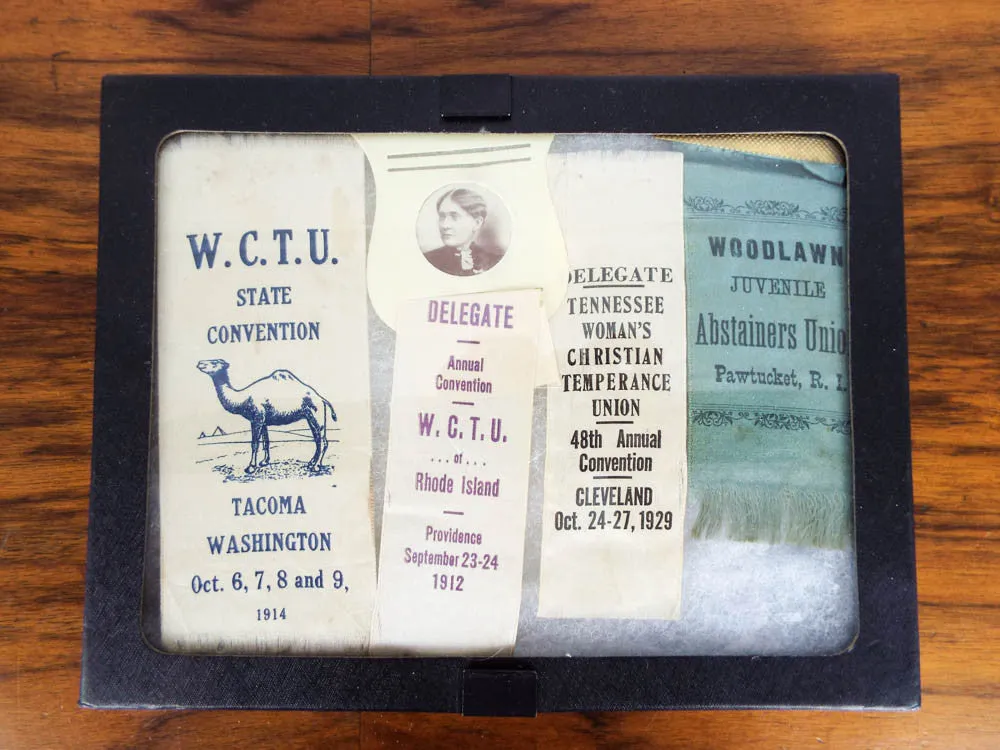 W.C.T.U.
STATE
CONVENTION
TACOMA
WASHINGTON
Oct. 6, 7, 8 and 9,
1914
DELEGATE
Annual
Convention
W. C. T. U.
...of...
Rhode Island
Providence
September 23-24
1912
DELEGATE
TENNESSEE
WOMAN'S
CHRISTIAN
TEMPERANCE
UNION
48th Annual
Convention
CLEVELAND
Oct. 24-27, 1929
WOODLAWN
JUVENILE
Abstainers Unio
Pawtucket, R. I.